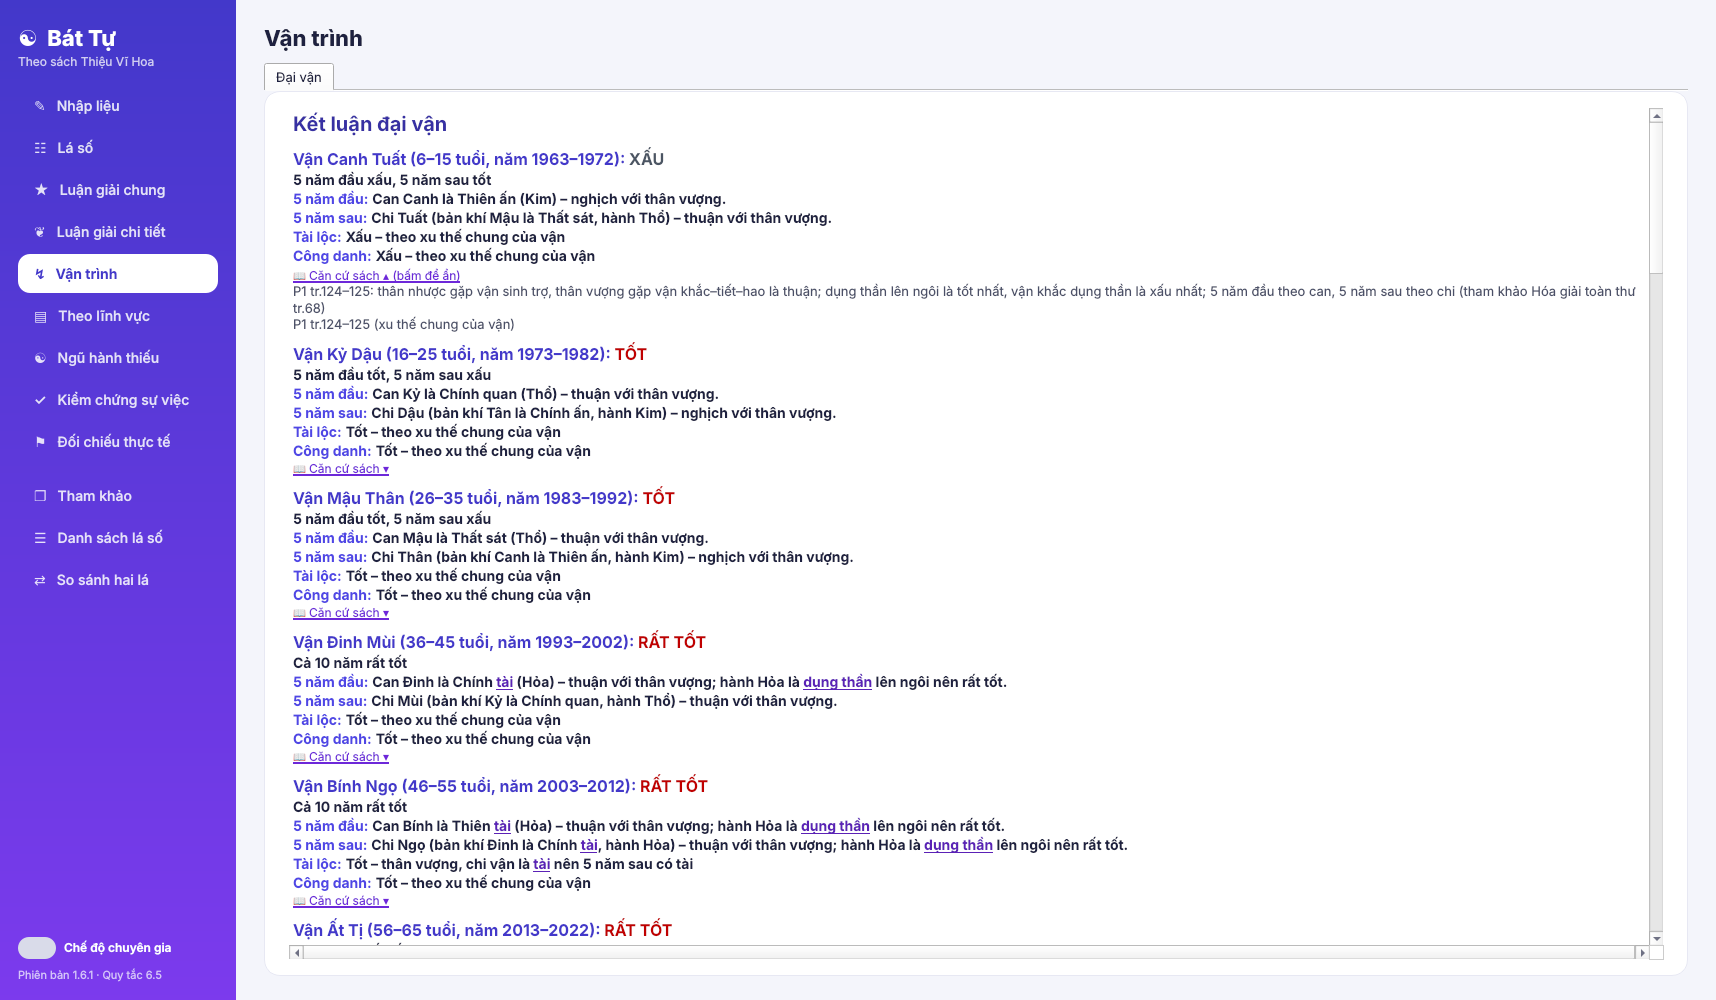 ☯ Bát Tự
Theo sách Thiệu Vĩ Hoa
✎ Nhập liệu
☷ Lá số
★ Luận giải chung
❦ Luận giải chi tiết
↯ Vận trình
▤ Theo lĩnh vực
☯ Ngũ hành thiếu
✓ Kiểm chứng sự việc
⚑ Đối chiếu thực tế
❐ Tham khảo
☰ Danh sách lá số
⇄ So sánh hai lá
Chế độ chuyên gia
Phiên bản 1.6.1 · Quy tắc 6.5
Vận trình
Đại vận
Kết luận đại vận
Vận Canh Tuất (6–15 tuổi, năm 1963–1972): XẤU
5 năm đầu xấu, 5 năm sau tốt
5 năm đầu: Can Canh là Thiên ấn (Kim) – nghịch với thân vượng.
5 năm sau: Chi Tuất (bản khí Mậu là Thất sát, hành Thổ) – thuận với thân vượng.
Tài lộc: Xấu – theo xu thế chung của vận
Công danh: Xấu – theo xu thế chung của vận
📖 Căn cứ sách ▴ (bấm để ẩn)
P1 tr.124–125: thân nhược gặp vận sinh trợ, thân vượng gặp vận khắc–tiết–hao là thuận; dụng thần lên ngôi là tốt nhất, vận khắc dụng thần là xấu nhất; 5 năm đầu theo can, 5 năm sau theo chi (tham khảo Hóa giải toàn thư
tr.68)
P1 tr.124–125 (xu thế chung của vận)
Vận Kỷ Dậu (16–25 tuổi, năm 1973–1982): TỐT
5 năm đầu tốt, 5 năm sau xấu
5 năm đầu: Can Kỷ là Chính quan (Thổ) – thuận với thân vượng.
5 năm sau: Chi Dậu (bản khí Tân là Chính ấn, hành Kim) – nghịch với thân vượng.
Tài lộc: Tốt – theo xu thế chung của vận
Công danh: Tốt – theo xu thế chung của vận
📖 Căn cứ sách ▾
Vận Mậu Thân (26–35 tuổi, năm 1983–1992): TỐT
5 năm đầu tốt, 5 năm sau xấu
5 năm đầu: Can Mậu là Thất sát (Thổ) – thuận với thân vượng.
5 năm sau: Chi Thân (bản khí Canh là Thiên ấn, hành Kim) – nghịch với thân vượng.
Tài lộc: Tốt – theo xu thế chung của vận
Công danh: Tốt – theo xu thế chung của vận
📖 Căn cứ sách ▾
Vận Đinh Mùi (36–45 tuổi, năm 1993–2002): RẤT TỐT
Cả 10 năm rất tốt
5 năm đầu: Can Đinh là Chính tài (Hỏa) – thuận với thân vượng; hành Hỏa là dụng thần lên ngôi nên rất tốt.
5 năm sau: Chi Mùi (bản khí Kỷ là Chính quan, hành Thổ) – thuận với thân vượng.
Tài lộc: Tốt – theo xu thế chung của vận
Công danh: Tốt – theo xu thế chung của vận
📖 Căn cứ sách ▾
Vận Bính Ngọ (46–55 tuổi, năm 2003–2012): RẤT TỐT
Cả 10 năm rất tốt
5 năm đầu: Can Bính là Thiên tài (Hỏa) – thuận với thân vượng; hành Hỏa là dụng thần lên ngôi nên rất tốt.
5 năm sau: Chi Ngọ (bản khí Đinh là Chính tài, hành Hỏa) – thuận với thân vượng; hành Hỏa là dụng thần lên ngôi nên rất tốt.
Tài lộc: Tốt – thân vượng, chi vận là tài nên 5 năm sau có tài
Công danh: Tốt – theo xu thế chung của vận
📖 Căn cứ sách ▾
Vận Ất Tị (56–65 tuổi, năm 2013–2022): RẤT TỐT